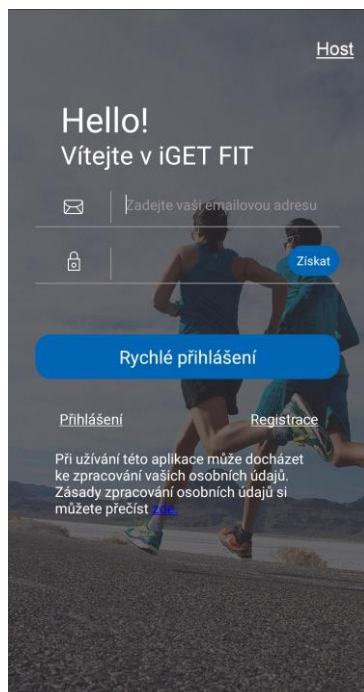 Host
Hello!
Vítejte v iGET FIT
Zadejte vaší emailovou adresu
Získat
Rychlé přihlášení
Přihlášení Registrace
Při užívání této aplikace může docházet
ke zpracování vašich osobních údajů.
Zásady zpracování osobních údajů si
můžete přečíst zde.